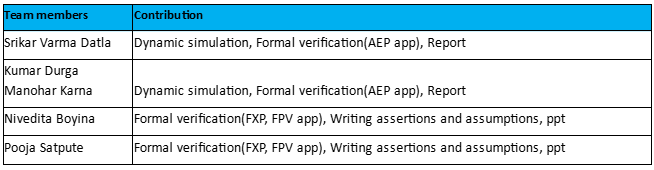 Team members Contribution
Srikar Varma Datla Dynamic simulation, Formal verification(AEP app), Report
Kumar Durga
Manohar Karna Dynamic simulation, Formal verification(AEP app), Report
Nivedita Boyina Formal verification(FXP, FPV app), Writing assertions and assumptions, ppt
Pooja Satpute Formal verification(FXP, FPV app), Writing assertions and assumptions, ppt